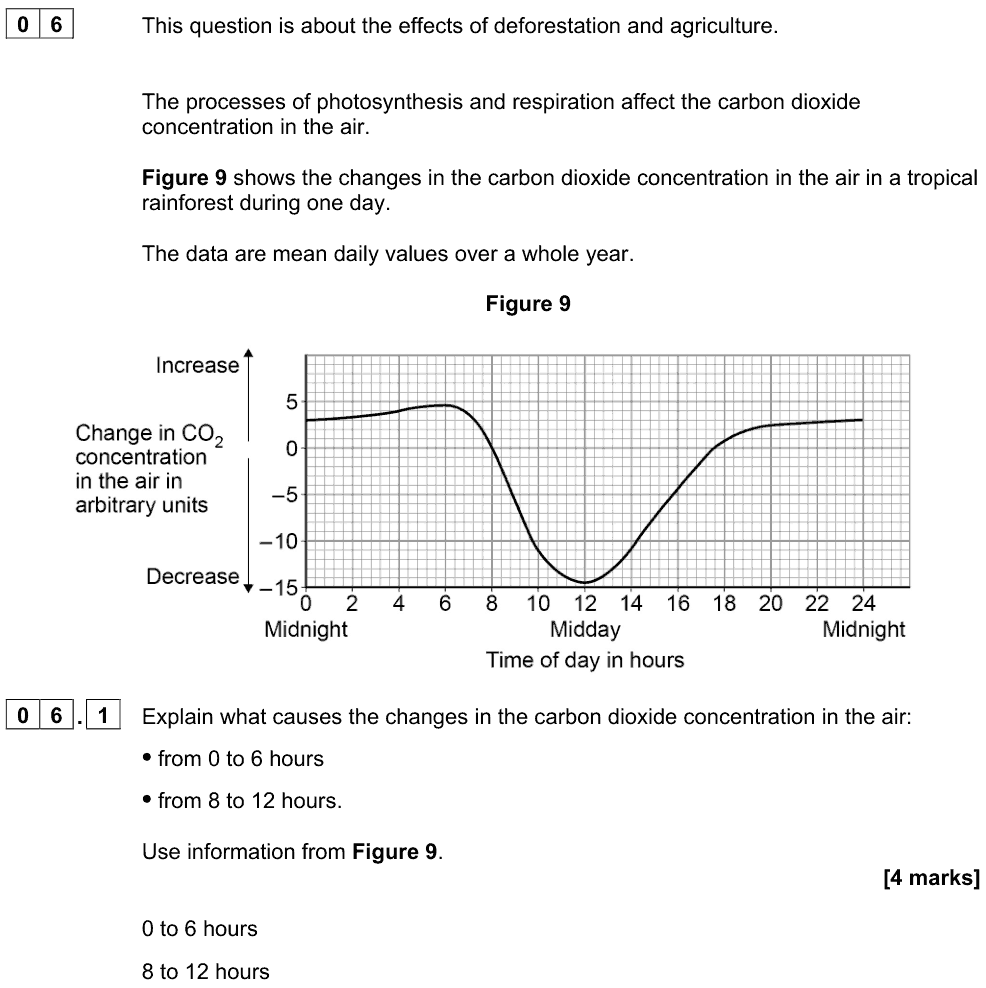 0 6 This question is about the effects of deforestation and agriculture.
The processes of photosynthesis and respiration affect the carbon dioxide
concentration in the air.
Figure 9 shows the changes in the carbon dioxide concentration in the air in a tropical
rainforest during one day.
The data are mean daily values over a whole year.
Figure 9
Increase
5
Change in CO₂
concentration
in the air in
arbitrary units
0
–5
–10
Decrease
–15
0 2 4 6 8 10 12 14 16 18 20 22 24
Midnight Midday Midnight
Time of day in hours
0 6 . 1 Explain what causes the changes in the carbon dioxide concentration in the air:
• from 0 to 6 hours
• from 8 to 12 hours.
Use information from Figure 9.
[4 marks]
0 to 6 hours
8 to 12 hours